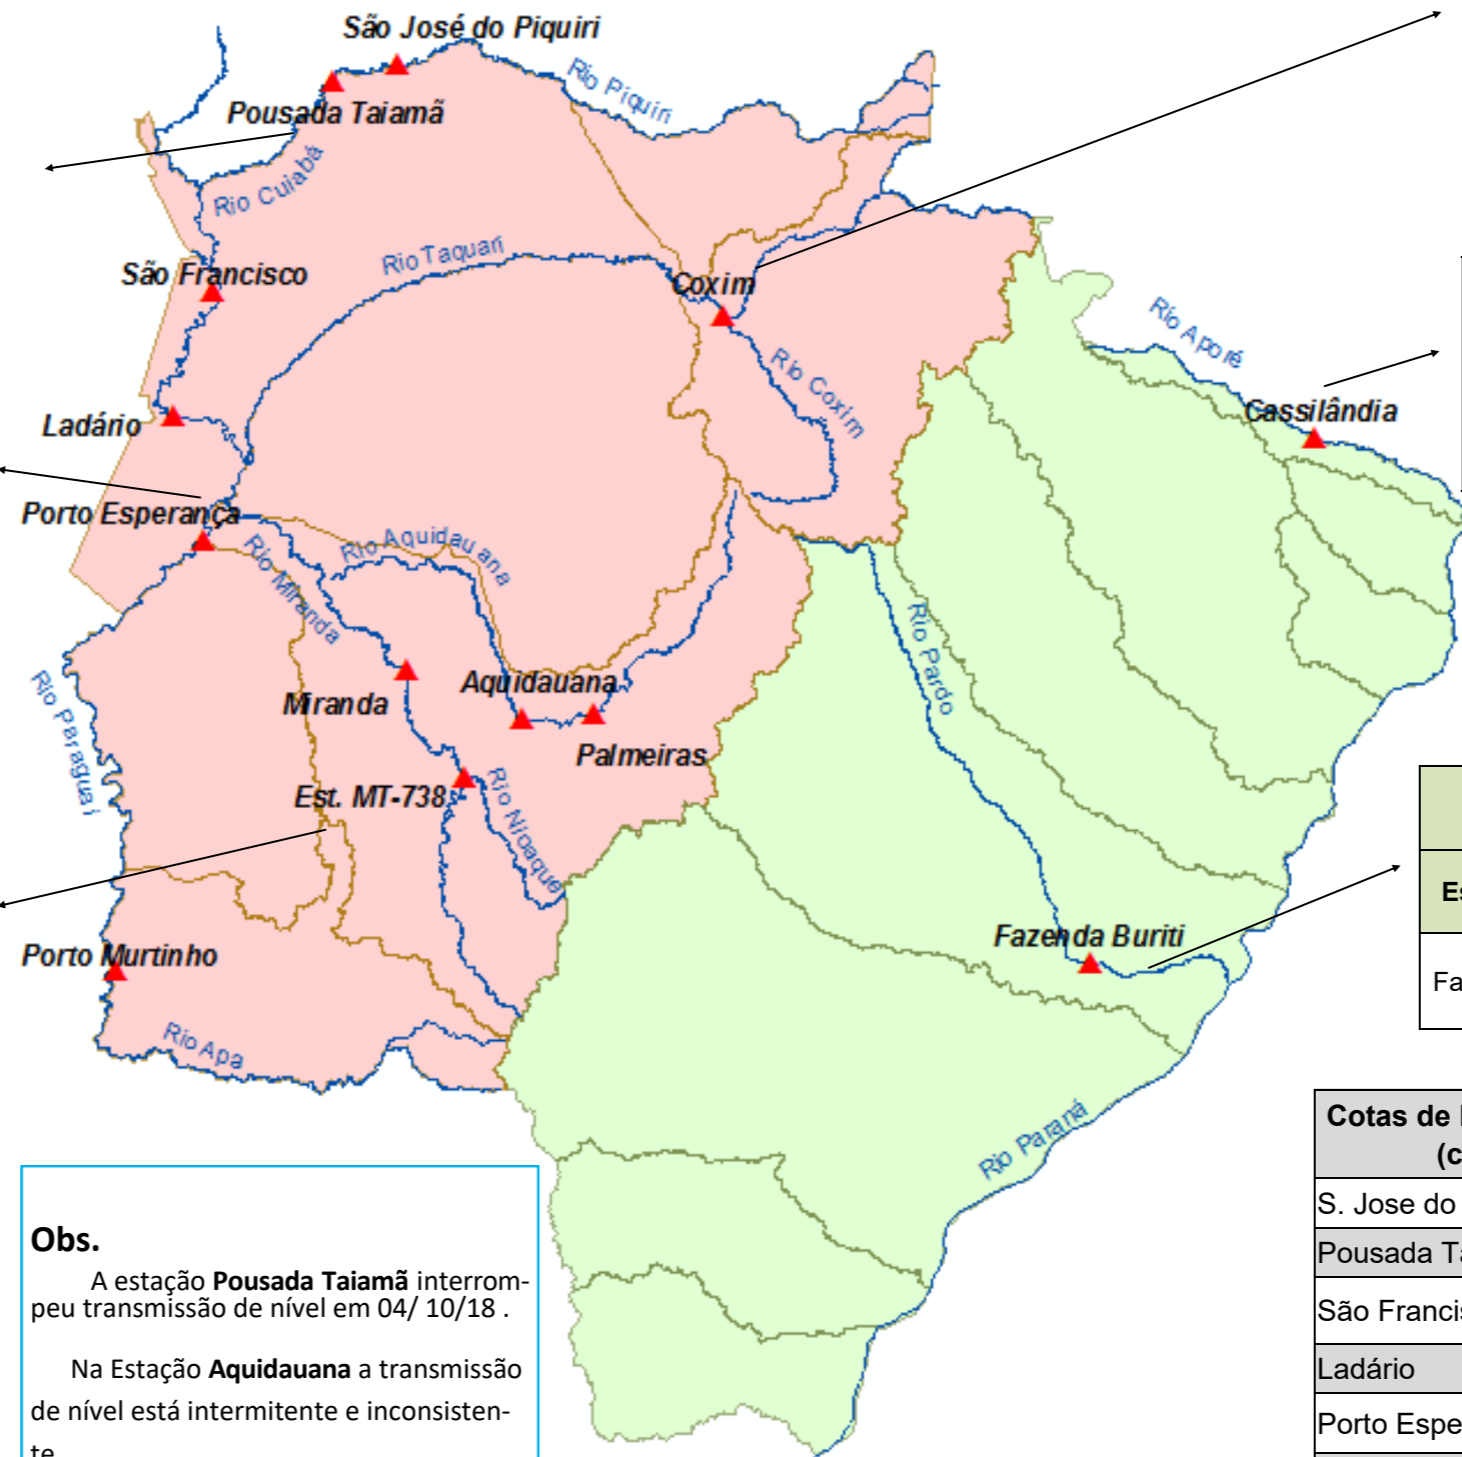 São José do Piquiri
Rio Piquiri
Pousada Taiamã
Rio Cuiabá
São Francisco
Rio Taquari
Coxim
Rio Aporé
Rio Coxim
Cassilândia
Ladário
Porto Esperança
Rio Aquidauana
Rio Miranda
Rio Pardo
Rio Paraguai
Miranda
Aquidauana
Palmeiras
Est. MT-738
Rio Nioaque
Es
Fazenda Buriti
Porto Murtinho
Fa
Rio Apa
Rio Paraná
Cotas de
(c
S. Jose do
Pousada Ta
São Francis
Ladário
Porto Espe
Obs.
A estação Pousada Taiamã interrom-
peu transmissão de nível em 04/ 10/18 .
Na Estação Aquidauana a transmissão
de nível está intermitente e inconsisten-
te